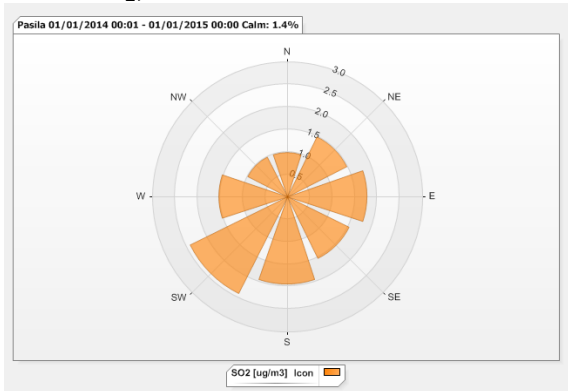 Pasila 01/01/2014 00:01 - 01/01/2015 00:00 Calm: 1.4%
N
3.0
NW
2.5
NE
2.0
1.5
1.0
0.5
W
E
SW
SE
S
SO2 [ug/m3] Icon